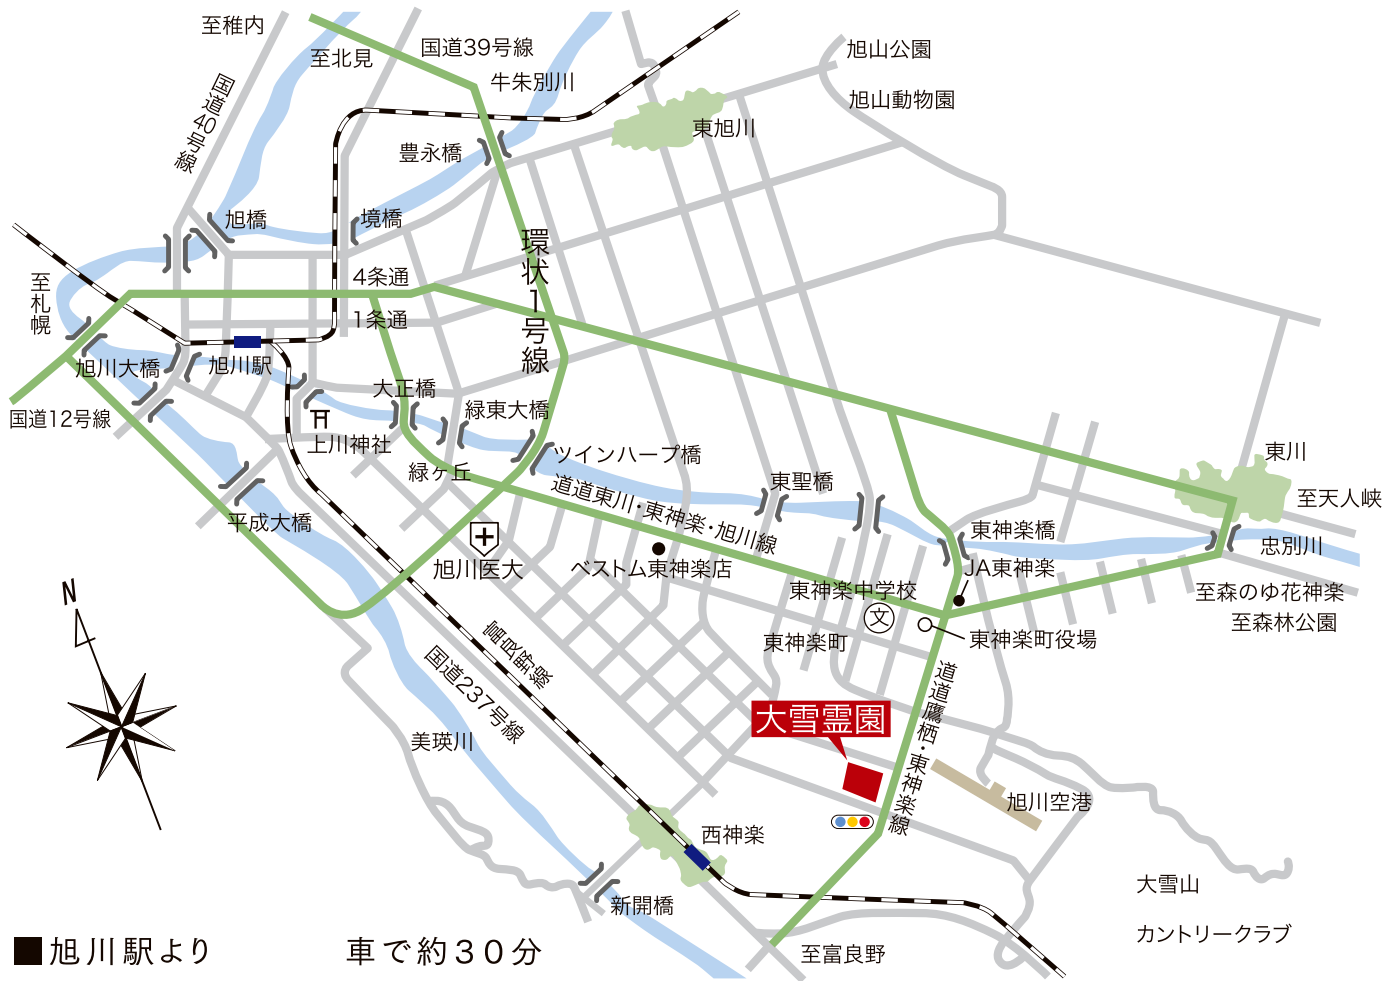 至稚内
至北見
国道39号線
牛朱別川
旭山公園
旭山動物園
国道40号線
東旭川
豊永橋
旭橋
境橋
環状1号線
至札幌
4条通
1条通
旭川大橋
旭川駅
大正橋
国道12号線
上川神社
緑東大橋
緑ヶ丘
ツインハープ橋
道道東川・東神楽・旭川線
東聖橋
東川
至天人峡
平成大橋
旭川医大
ベストム東神楽店
東神楽橋
JA東神楽
忠別川
東神楽中学校
文
至森のゆ花神楽
至森林公園
東神楽町
東神楽町役場
N
富良野線
国道237号線
道道鷹栖・東神楽線
大雪霊園
美瑛川
旭川空港
西神楽
新開橋
大雪山
カントリークラブ
至富良野
■旭川駅より 車で約30分